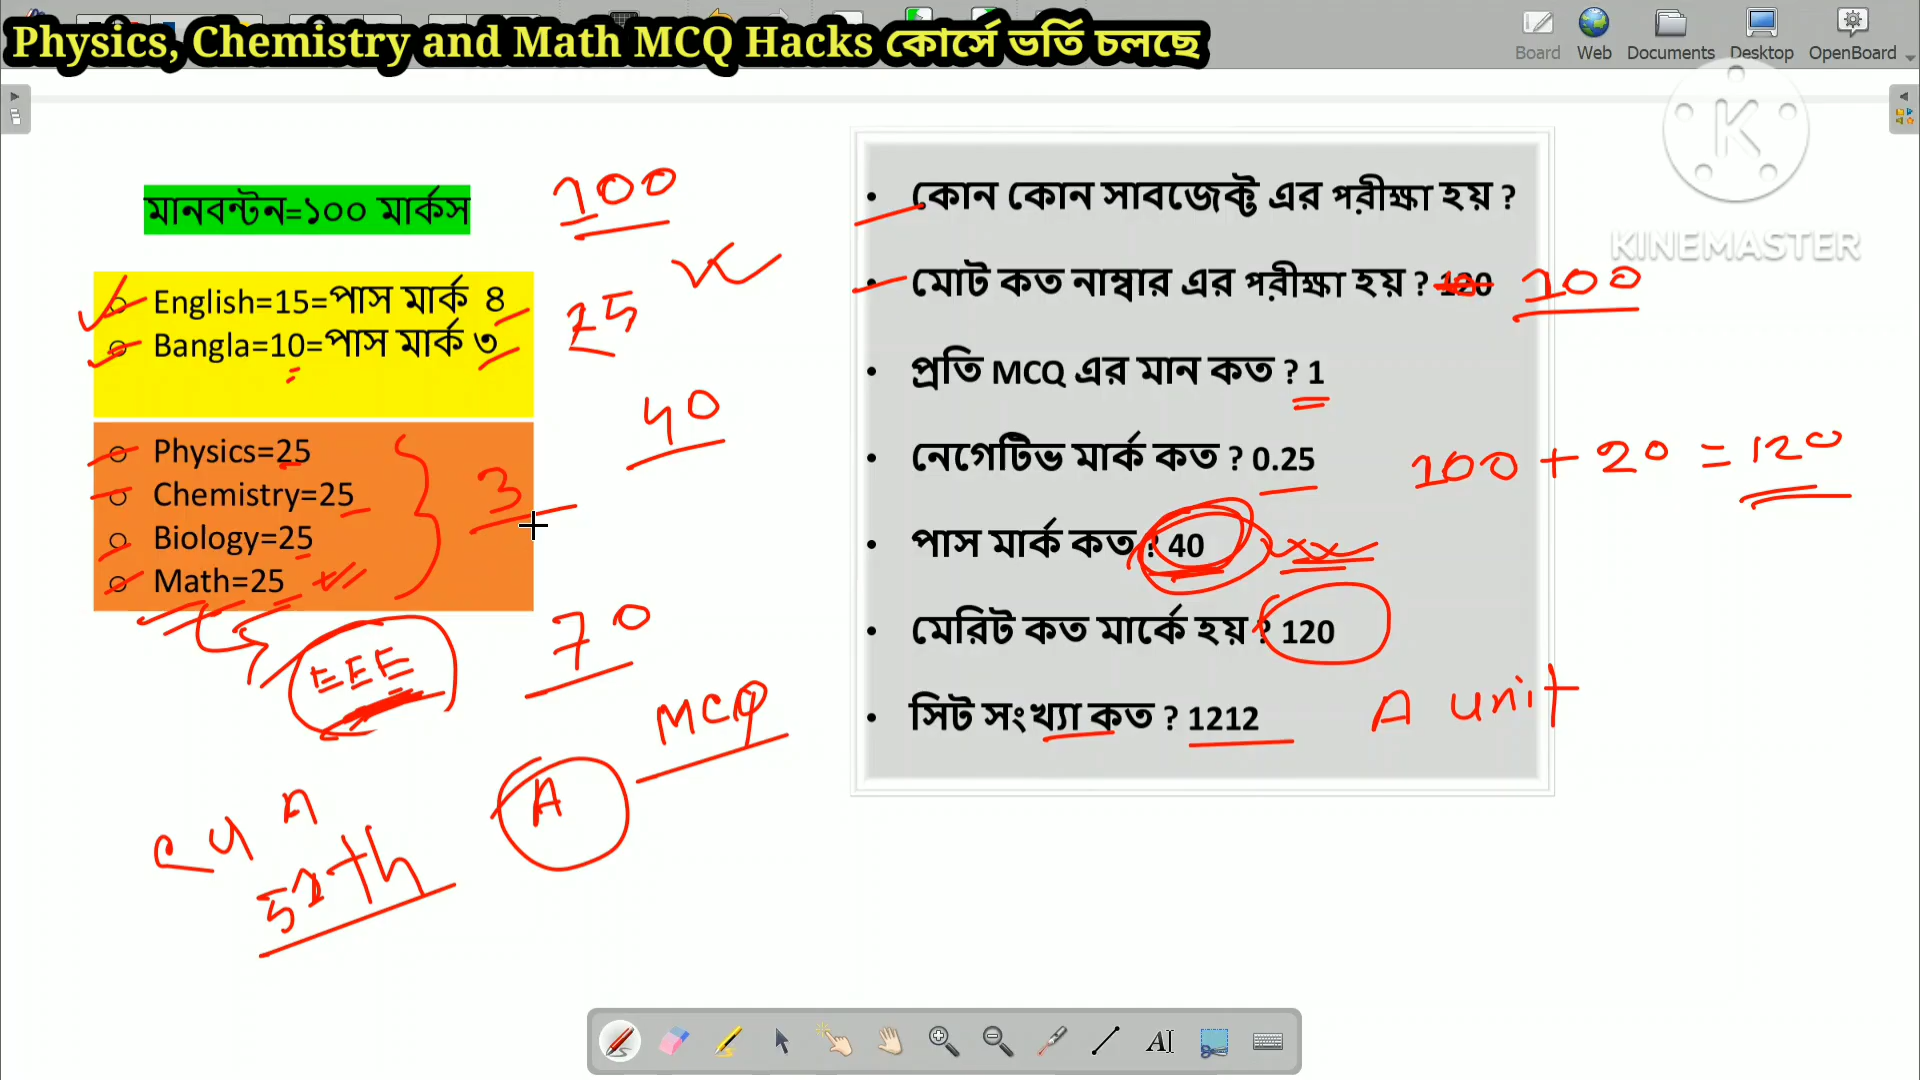 Physics, Chemistry and Math MCQ Hacks কোর্সে ভর্তি চলছে
Board Web Documents Desktop OpenBoard
KINEMASTER
মানবন্টন=১০০ মার্কস
100
English=15=পাস মার্ক ৪
Bangla=10=পাস মার্ক ৩
25
40
Physics=25
Chemistry=25
Biology=25
Math=25
3
EEE
70
MCQ
A
কোন কোন সাবজেক্ট এর পরীক্ষা হয় ?
মোট কত নাম্বার এর পরীক্ষা হয় ? 120 100
প্রতি MCQ এর মান কত ? 1
নেগেটিভ মার্ক কত ? 0.25
100 + 20 = 120
পাস মার্ক কত ? 40
মেরিট কত মার্কে হয় ? 120
সিট সংখ্যা কত ? 1212
A unit